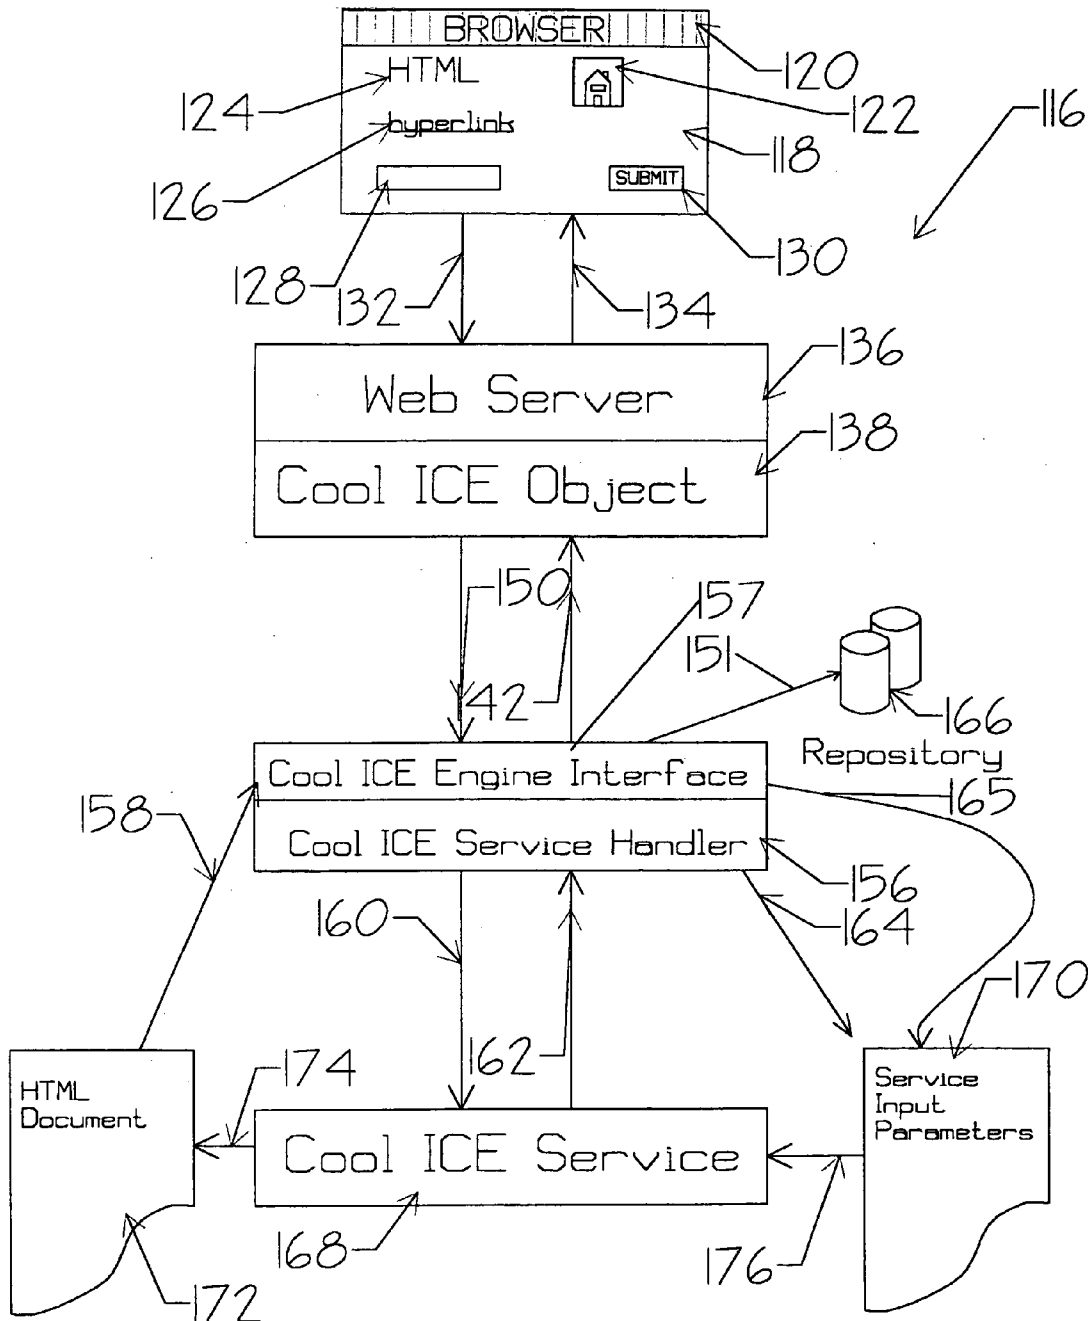 BROWSER
120
HTML
124
122
116
hyperlink
118
126
SUBMIT
130
128
132
134
136
Web Server
138
Cool ICE Object
150
157
151
142
166
Repository
Cool ICE Engine Interface
165
158
Cool ICE Service Handler
156
160
164
170
162
174
HTML
Document
Service
Input
Parameters
Cool ICE Service
168
176
172